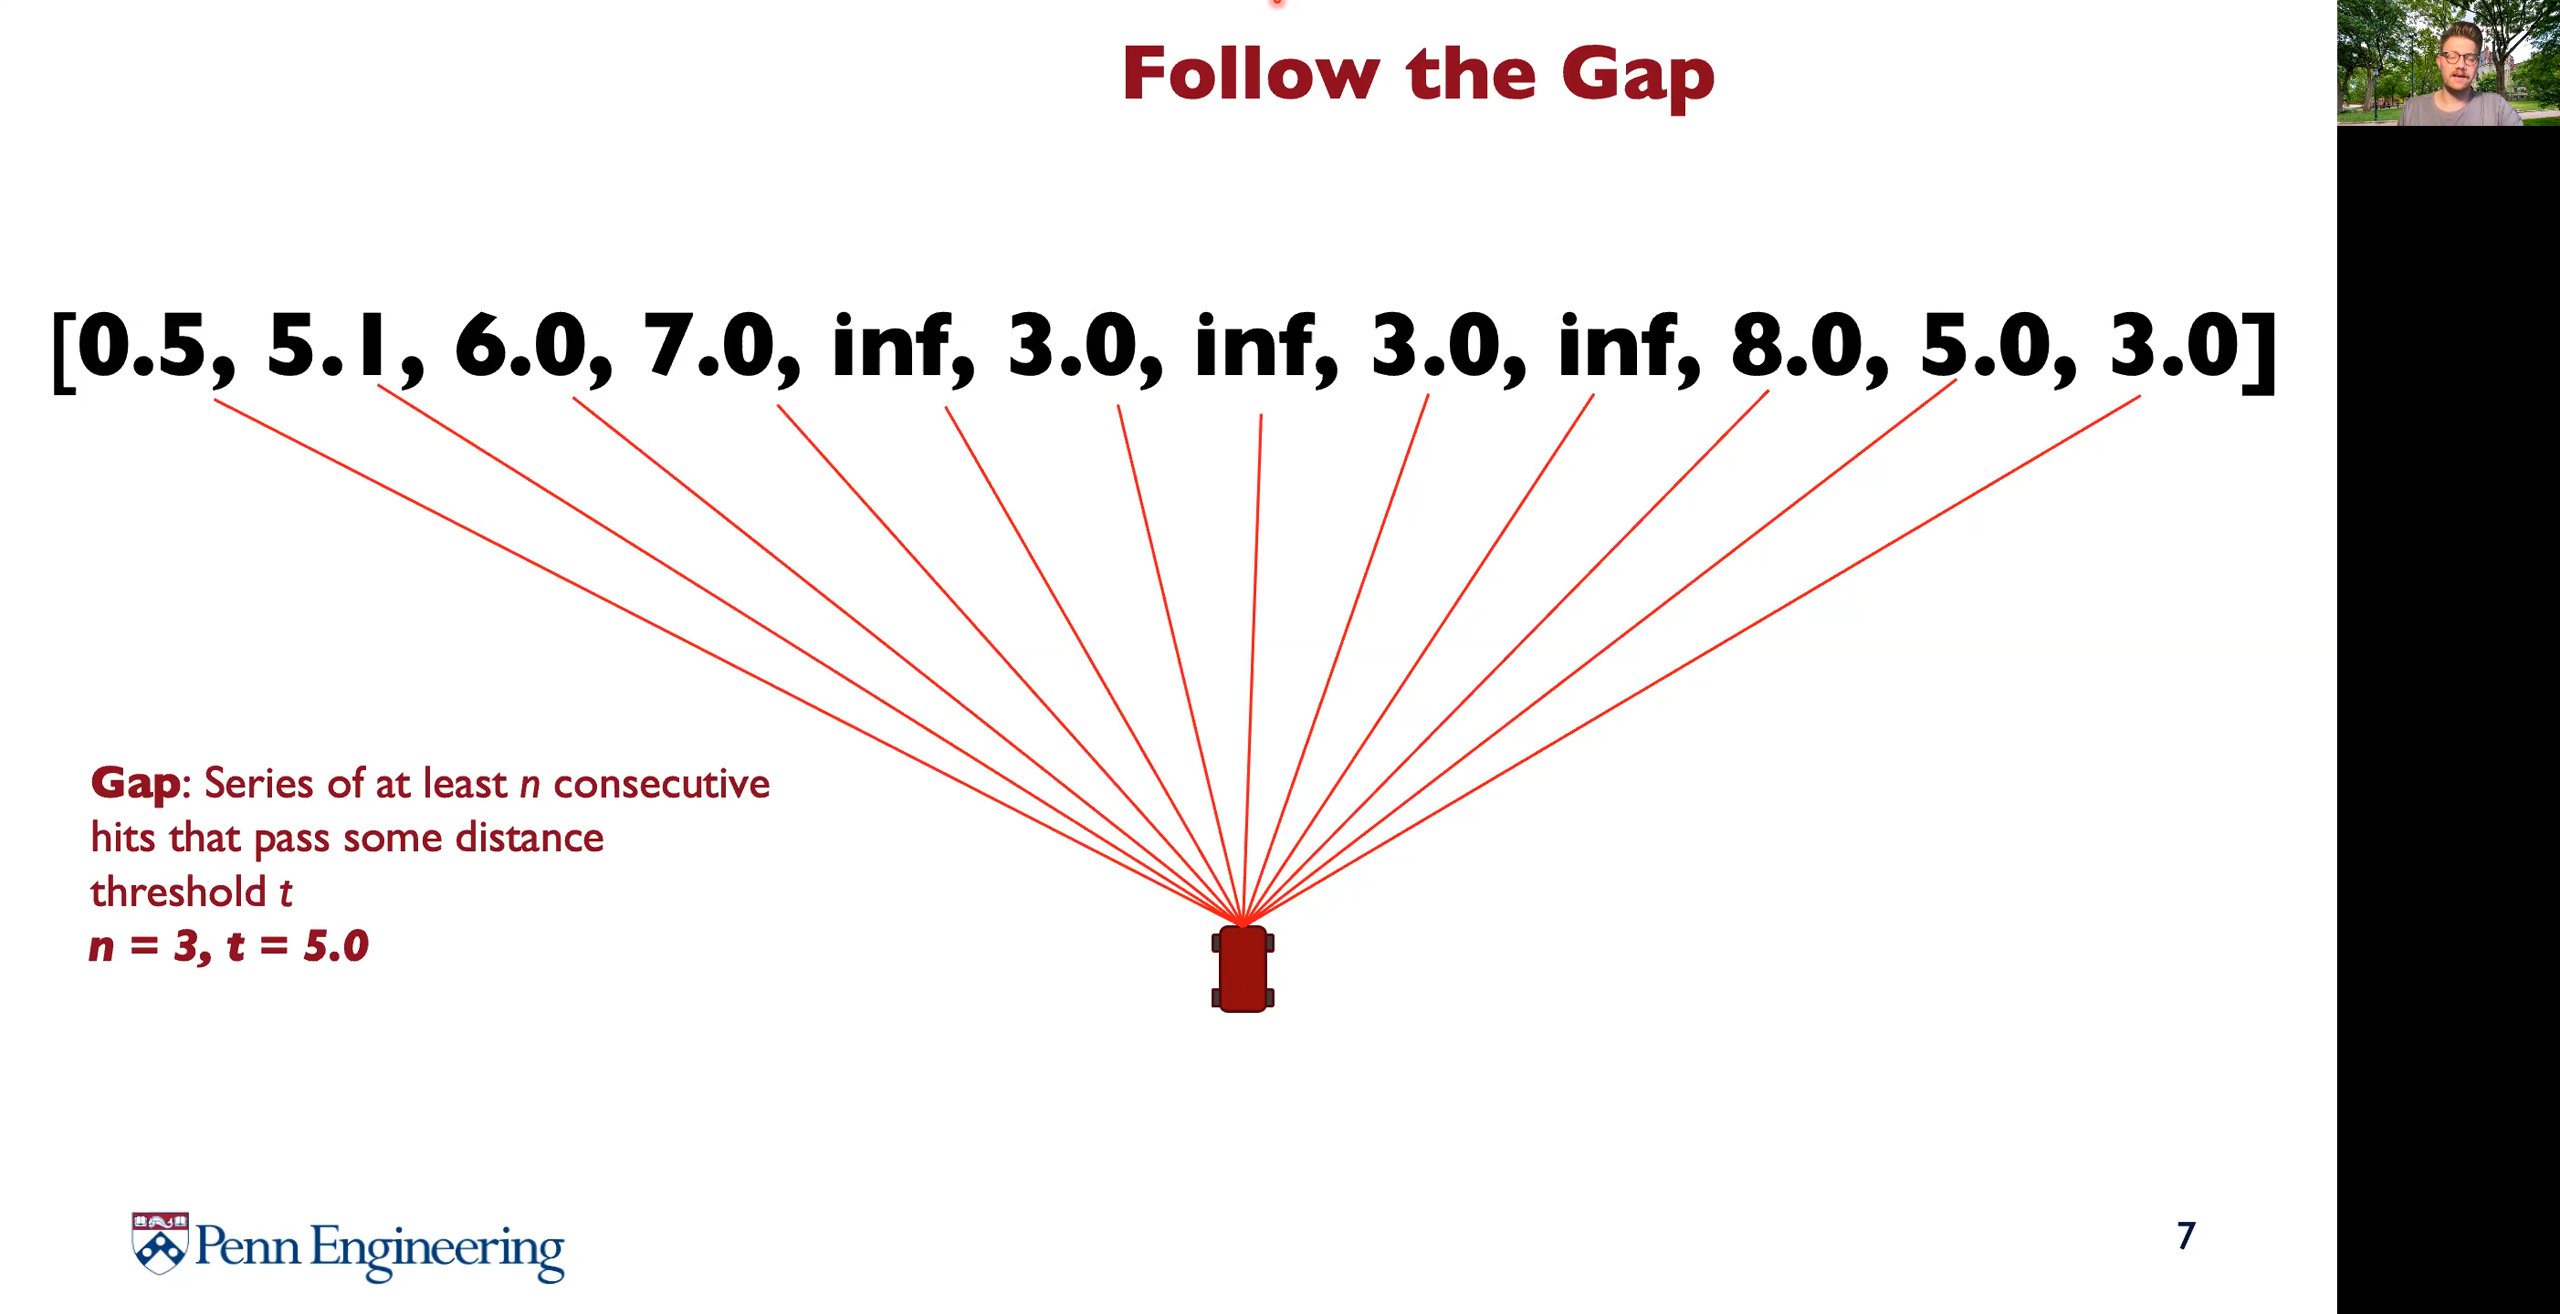 Follow the Gap
[0.5, 5.1, 6.0, 7.0, inf, 3.0, inf, 3.0, inf, 8.0, 5.0, 3.0]
Gap: Series of at least n consecutive
hits that pass some distance
threshold t
n = 3, t = 5.0
Penn Engineering
7